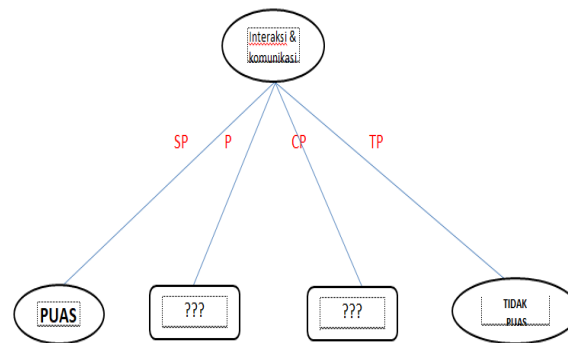 Interaksi &
komunikasi
SP P CP TP
PUAS
???
???
TIDAK
PUAS